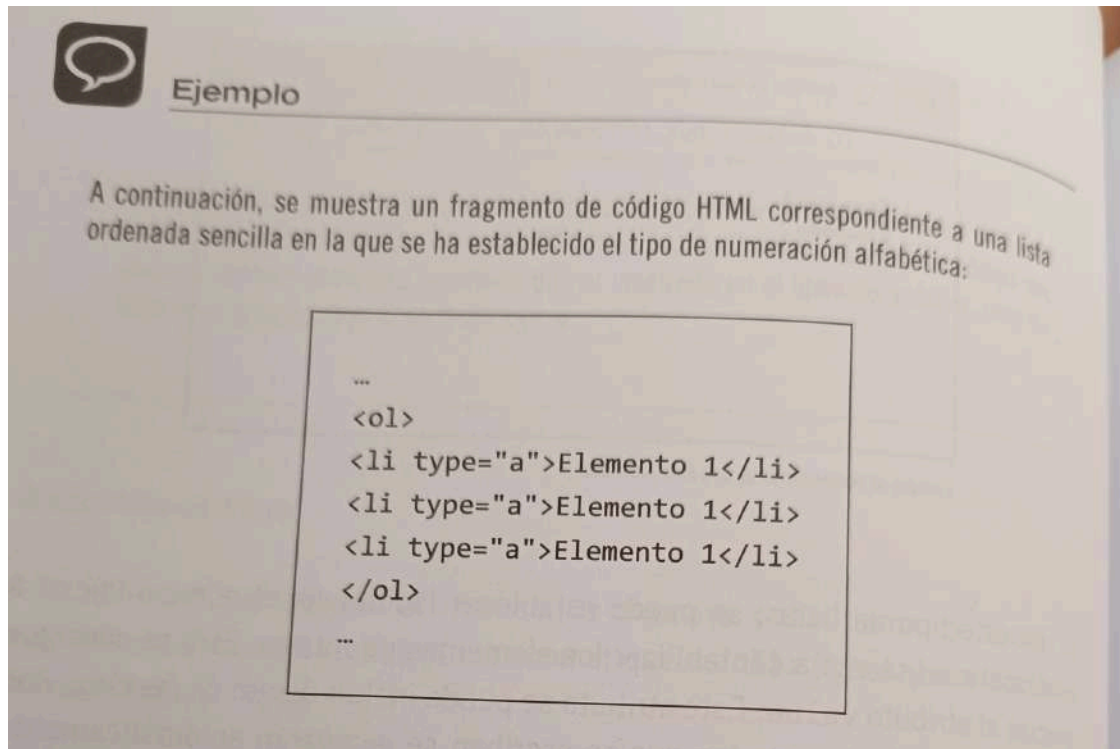 Ejemplo
A continuación, se muestra un fragmento de código HTML correspondiente a una lista
ordenada sencilla en la que se ha establecido el tipo de numeración alfabética:
…
<ol>
<li type="a">Elemento 1</li>
<li type="a">Elemento 1</li>
<li type="a">Elemento 1</li>
</ol>
…